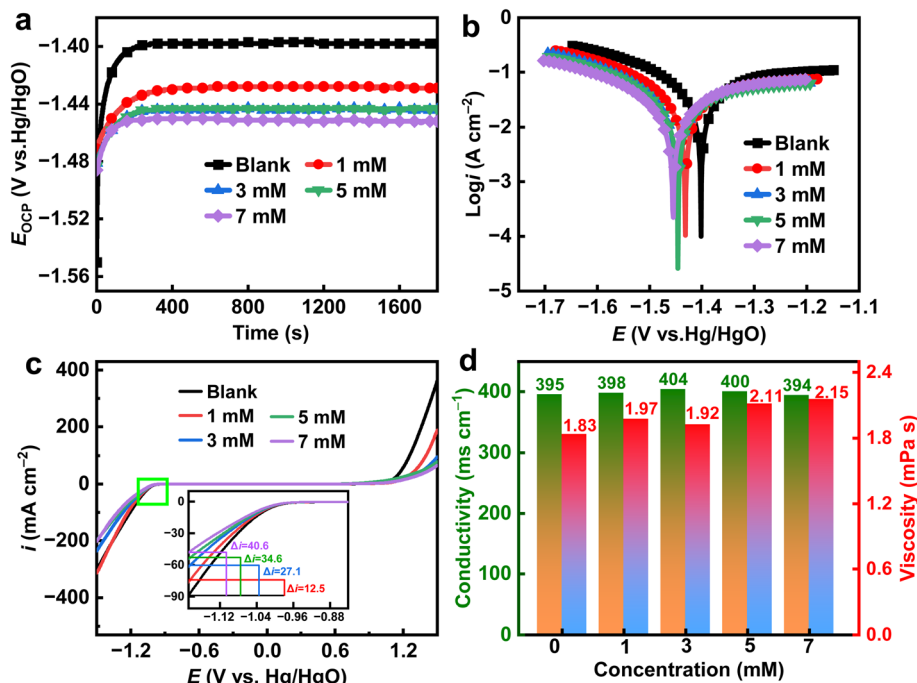 a
−1.40
−1.44
−1.48
−1.52
−1.56
E_OCP (V vs.Hg/HgO)
Blank
1 mM
3 mM
5 mM
7 mM
0
400
800
1200
1600
Time (s)
b
0
−1
−2
−3
−4
−5
Log i (A cm⁻²)
Blank
1 mM
3 mM
5 mM
7 mM
−1.7
−1.6
−1.5
−1.4
−1.3
−1.2
−1.1
E (V vs.Hg/HgO)
c
400
200
0
−200
−400
i (mA cm⁻²)
Blank
1 mM
3 mM
5 mM
7 mM
0
−30
−60
−90
Δi=40.6
Δi=34.6
Δi=27.1
Δi=12.5
−1.12
−1.04
−0.96
−0.88
−1.2
−0.6
0.0
0.6
1.2
E (V vs. Hg/HgO)
d
400
320
240
160
80
0
Conductivity (ms cm⁻¹)
395
398
404
400
394
1.83
1.97
1.92
2.11
2.15
2.4
1.8
1.2
0.6
0.0
Viscosity (mPa s)
0
1
3
5
7
Concentration (mM)